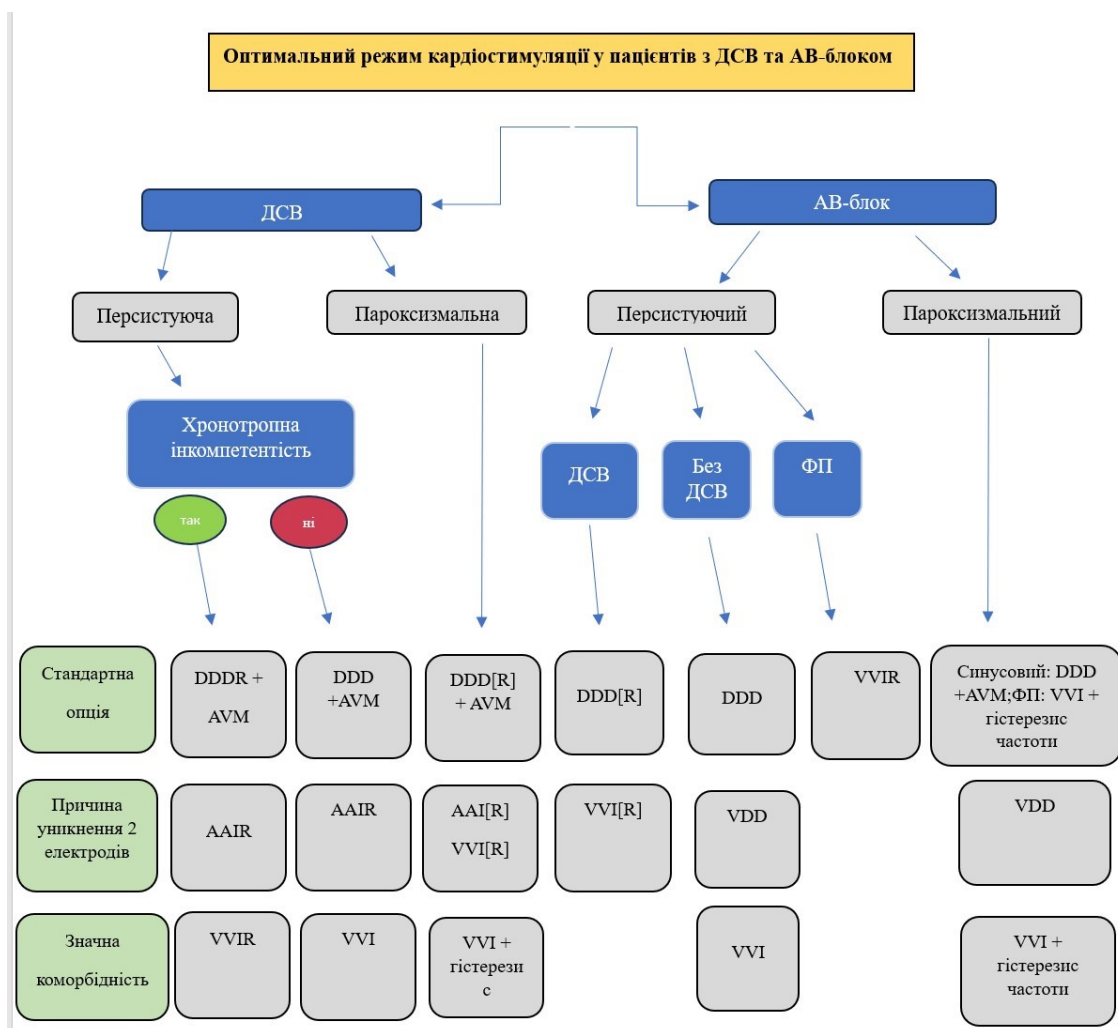 Оптимальний режим кардіостимуляції у пацієнтів з ДСВ та АВ-блоком
ДСВ
АВ-блок
Персистуюча
Пароксизмальна
Персистуючий
Пароксизмальний
Хронотропна
інкомпетентість
так
ні
ДСВ
Без
ДСВ
ФП
Стандартна
опція
DDDR +
AVM
DDD
+AVM
DDD[R]
+ AVM
DDD[R]
DDD
VVIR
Синусовий: DDD
+AVM;ФП: VVI +
гістерезис
частоти
Причина
уникнення 2
електродів
AAIR
AAIR
AAI[R]
VVI[R]
VVI[R]
VDD
VDD
Значна
коморбідність
VVIR
VVI
VVI +
гістерези
с
VVI
VVI +
гістерезис
частоти